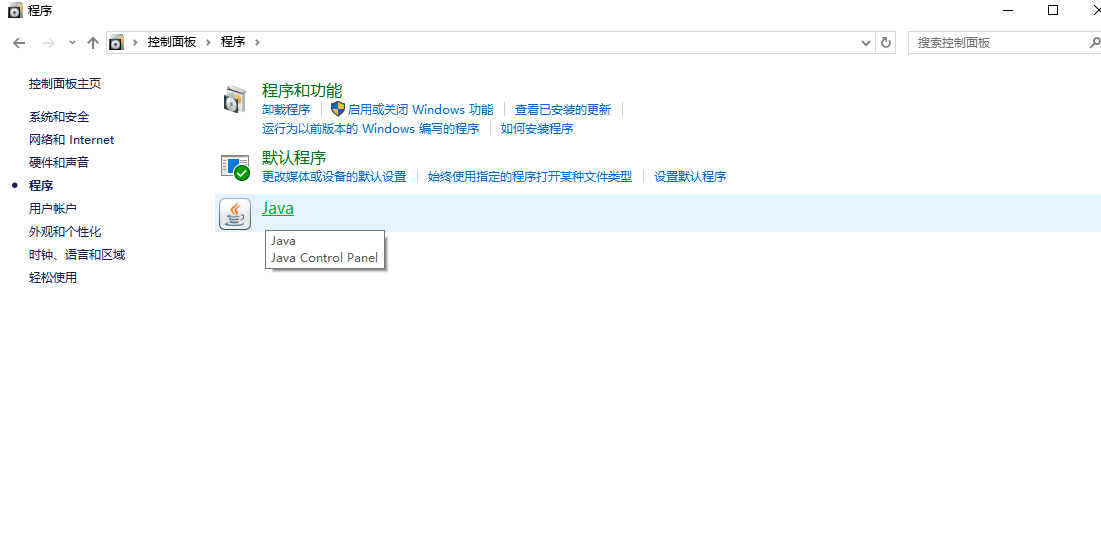 程序
控制面板 程序
搜索控制面板
控制面板主页
系统和安全
网络和 Internet
硬件和声音
程序
用户帐户
外观和个性化
时钟、语言和区域
轻松使用
程序和功能
卸载程序 启用或关闭 Windows 功能 查看已安装的更新
运行为以前版本的 Windows 编写的程序 如何安装程序
默认程序
更改媒体或设备的默认设置 始终使用指定的程序打开某种文件类型 设置默认程序
Java
Java
Java Control Panel